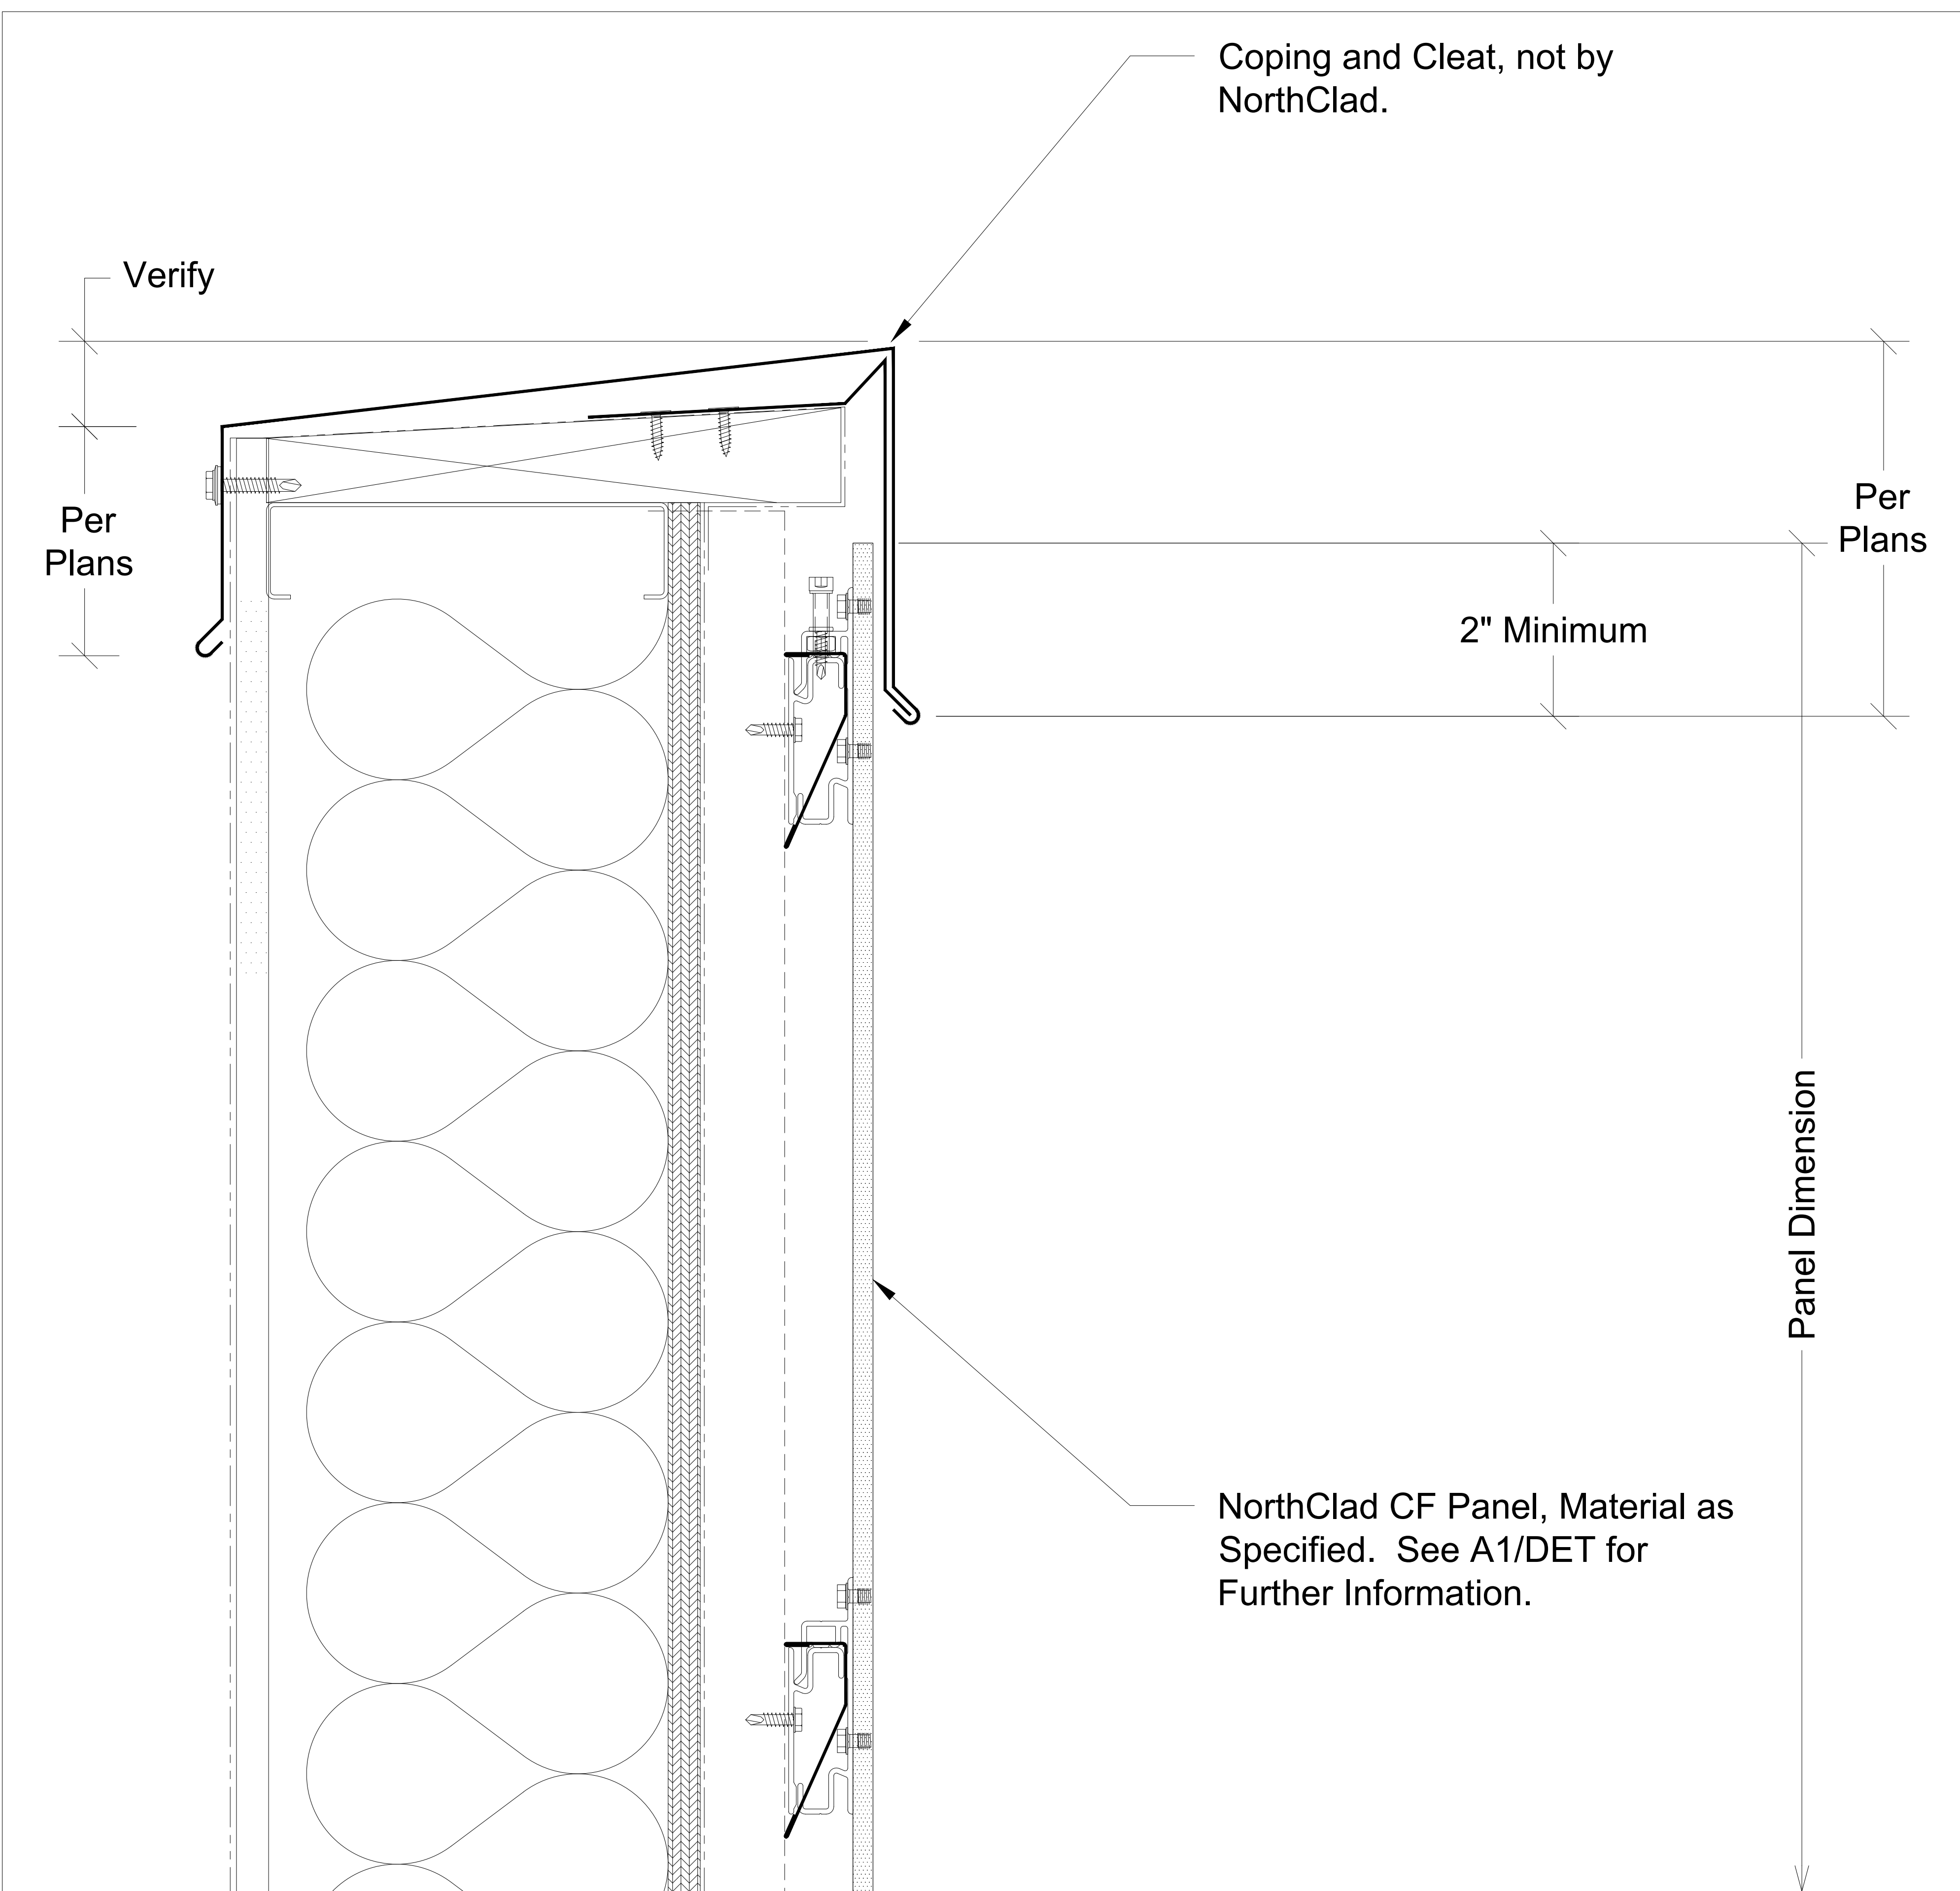 Coping and Cleat, not by
NorthClad.
Verify
Per
Plans
Per
Plans
2" Minimum
Panel Dimension
NorthClad CF Panel, Material as
Specified.  See A1/DET for
Further Information.